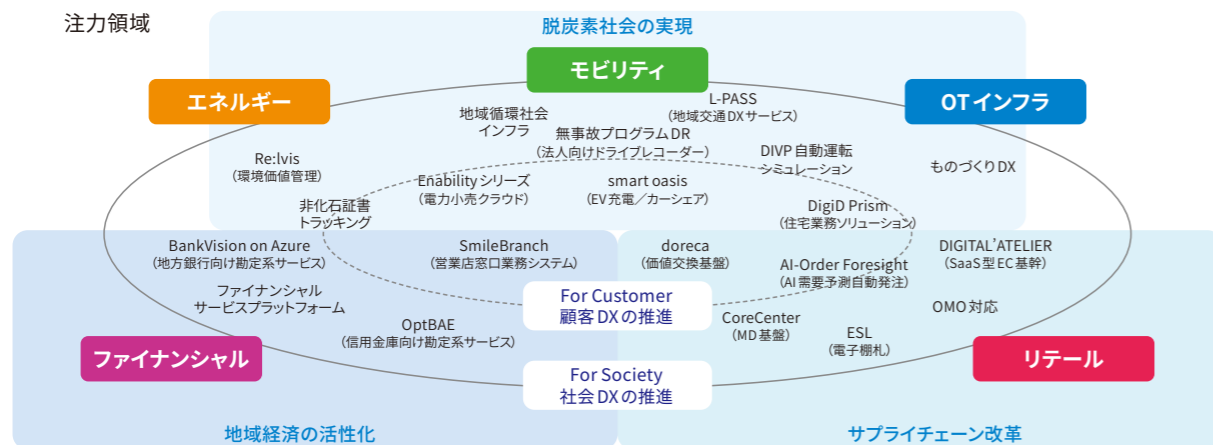 注力領域
脱炭素社会の実現
モビリティ
エネルギー
OTインフラ
地域循環社会
インフラ
L-PASS
（地域交通DXサービス）
無事故プログラムDR
（法人向けドライブレコーダー）
DIVP自動運転
シミュレーション
ものづくりDX
Re:lvis
（環境価値管理）
Enabilityシリーズ
（電力小売クラウド）
smart oasis
（EV充電／カーシェア）
非化石証書
トラッキング
DigiD Prism
（住宅業務ソリューション）
BankVision on Azure
（地方銀行向け勘定系サービス）
SmileBranch
（営業店窓口業務システム）
doreca
（価値交換基盤）
AI-Order Foresight
（AI需要予測自動発注）
DIGITAL'ATELIER
（SaaS型EC基幹）
ファイナンシャル
サービスプラットフォーム
For Customer
顧客DXの推進
OMO対応
OptBAE
（信用金庫向け勘定系サービス）
CoreCenter
（MD基盤）
ESL
（電子棚札）
ファイナンシャル
リテール
For Society
社会DXの推進
地域経済の活性化
サプライチェーン改革